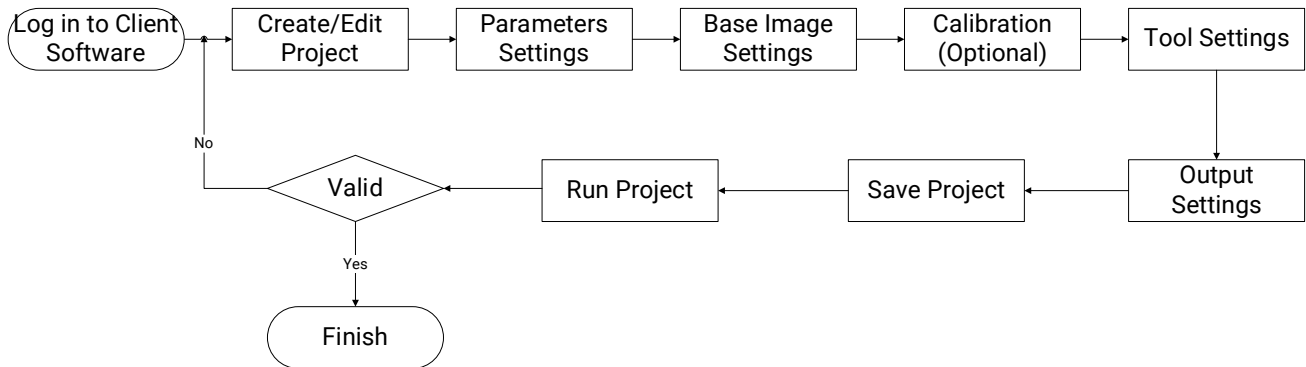 Log in to Client
Software
Create/Edit
Project
Parameters
Settings
Base Image
Settings
Calibration
(Optional)
Tool Settings
Output
Settings
Save Project
Run Project
Valid
No
Yes
Finish